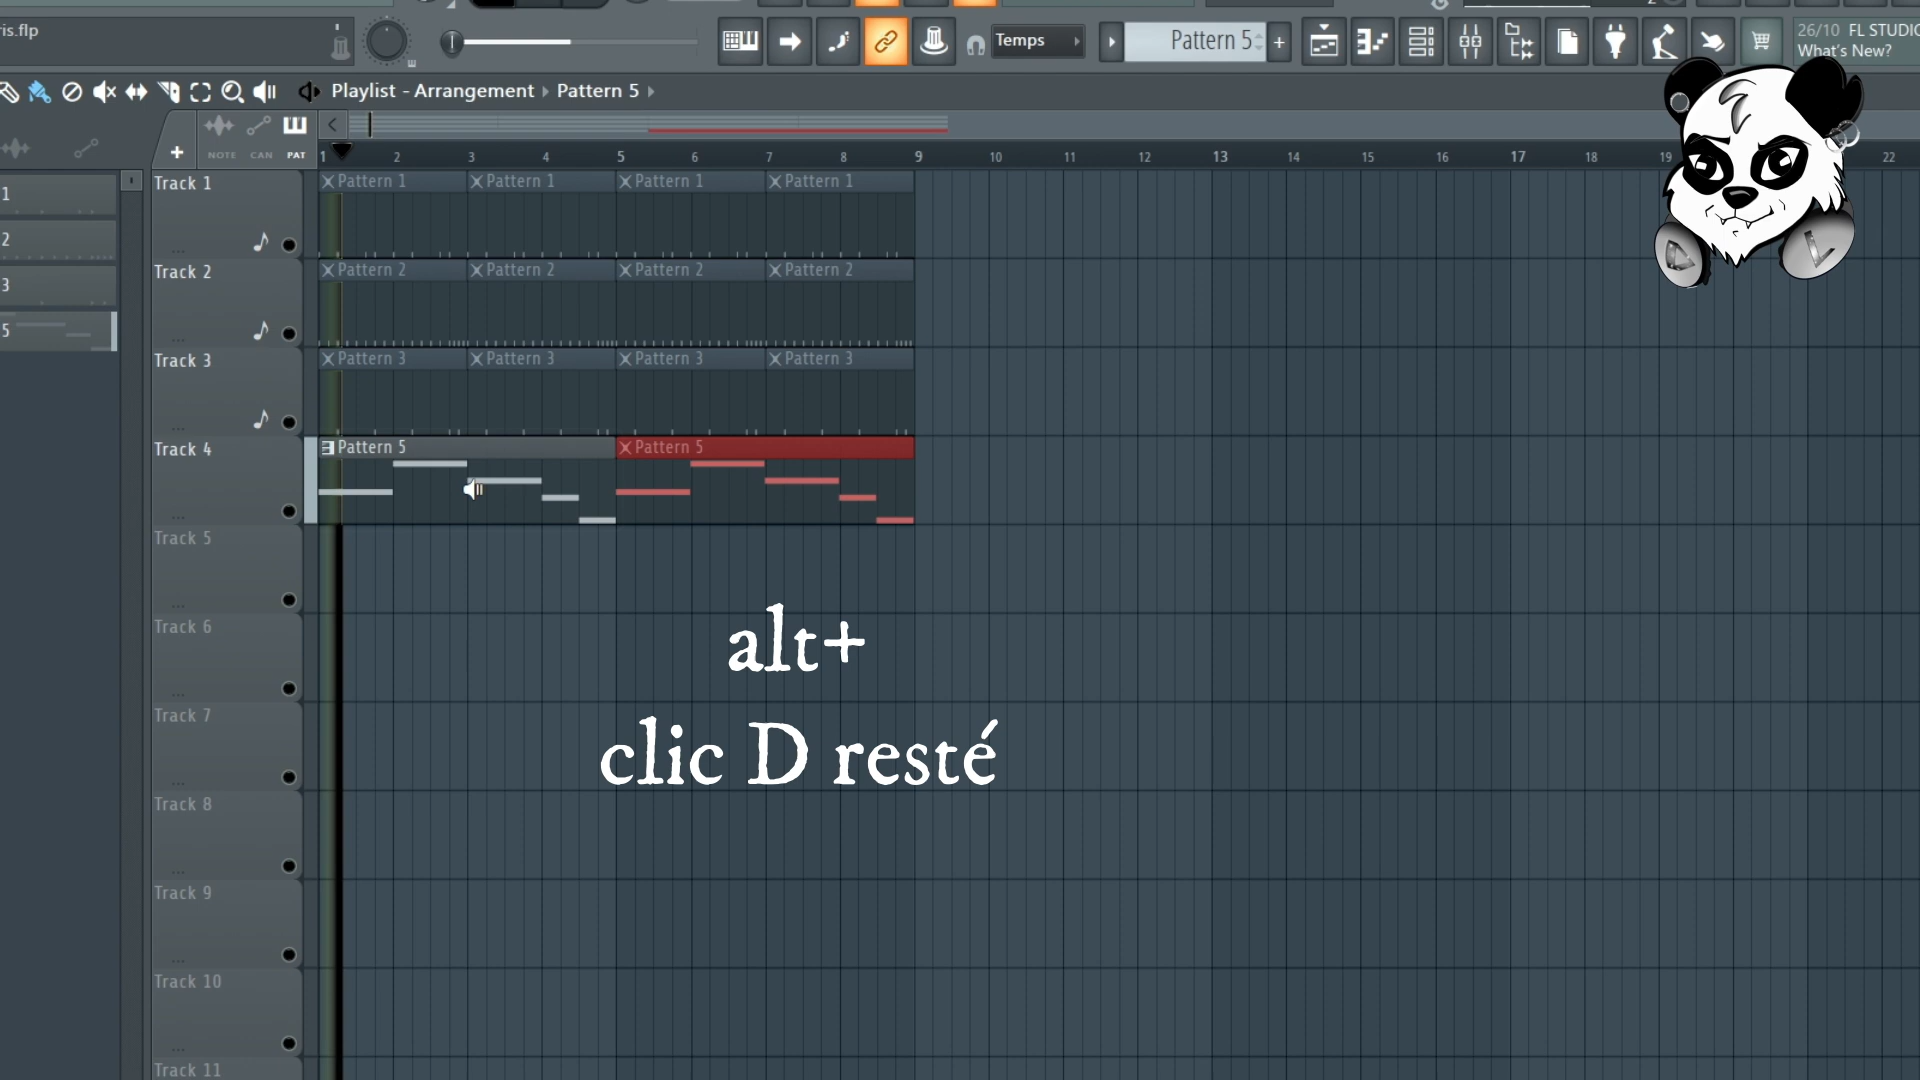 is.flp
Temps
Pattern 5
26/10 FL STUDIO
What's New?
Playlist - Arrangement Pattern 5
NOTE CAN PAT
1 2 3 4 5 6 7 8 9 10 11 12 13 14 15 16 17 18 19 22
1
2
3
5
Track 1
Pattern 1 Pattern 1 Pattern 1 Pattern 1
Track 2
Pattern 2 Pattern 2 Pattern 2 Pattern 2
Track 3
Pattern 3 Pattern 3 Pattern 3 Pattern 3
Track 4
Pattern 5 Pattern 5
Track 5
Track 6
Track 7
Track 8
Track 9
Track 10
Track 11
alt+
clic D resté
D L